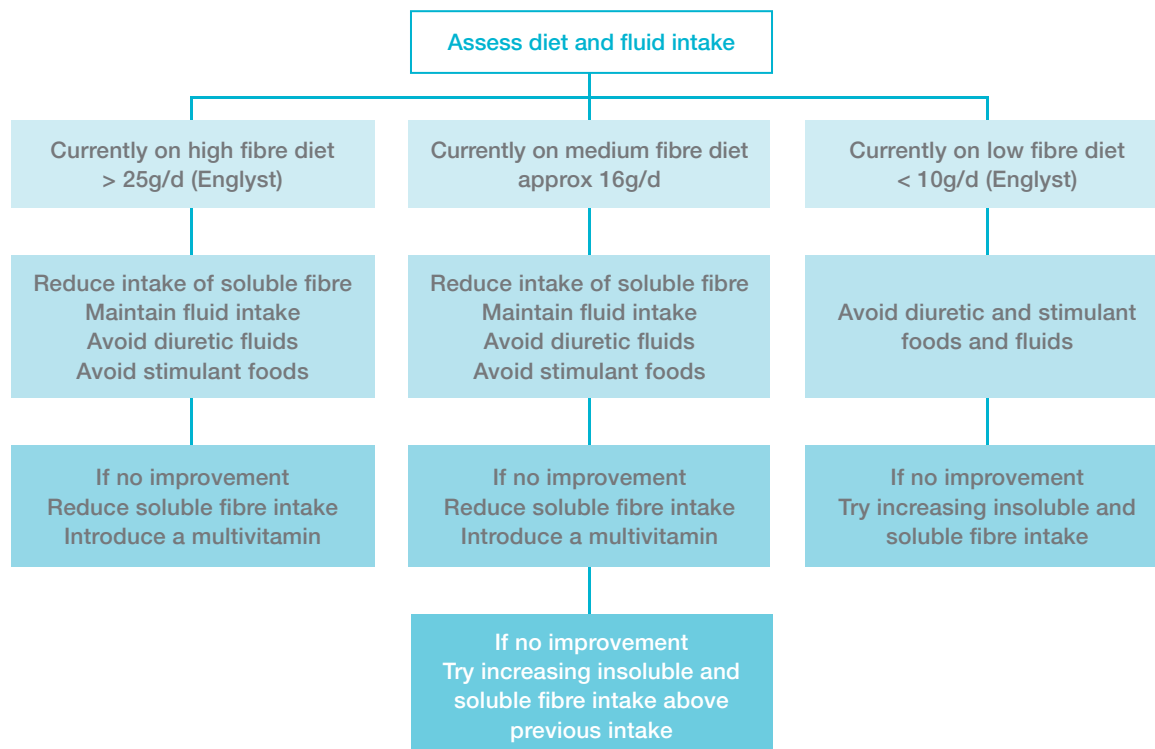 Assess diet and fluid intake
Currently on high fibre diet
> 25g/d (Englyst)
Currently on medium fibre diet
approx 16g/d
Currently on low fibre diet
< 10g/d (Englyst)
Reduce intake of soluble fibre
Maintain fluid intake
Avoid diuretic fluids
Avoid stimulant foods
Reduce intake of soluble fibre
Maintain fluid intake
Avoid diuretic fluids
Avoid stimulant foods
Avoid diuretic and stimulant
foods and fluids
If no improvement
Reduce soluble fibre intake
Introduce a multivitamin
If no improvement
Reduce soluble fibre intake
Introduce a multivitamin
If no improvement
Try increasing insoluble and
soluble fibre intake
If no improvement
Try increasing insoluble and
soluble fibre intake above
previous intake